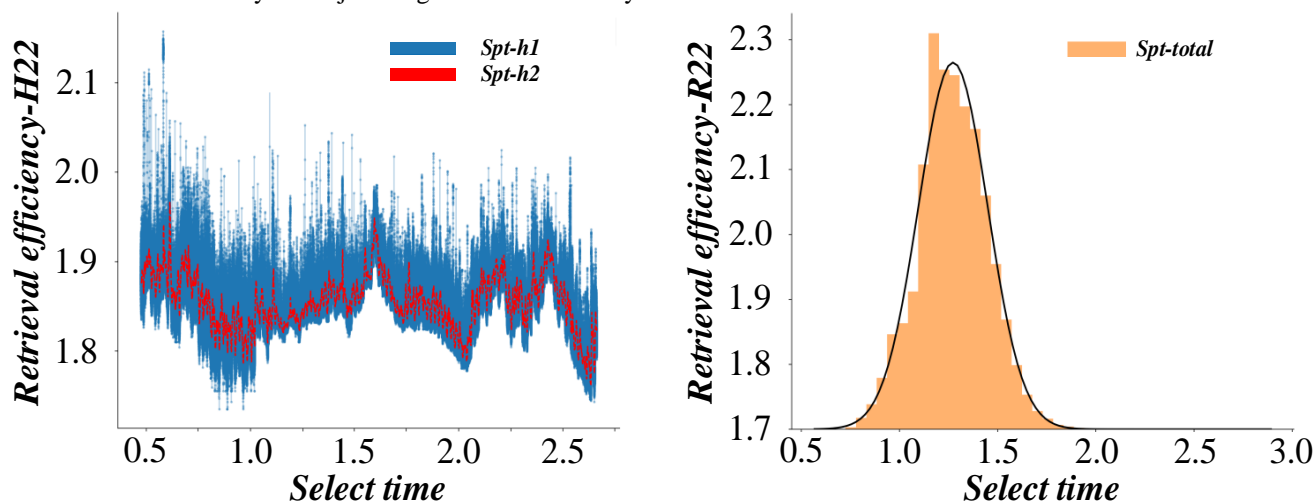 Retrieval efficiency-H22
2.1
2.0
1.9
1.8
Spt-h1
Spt-h2
0.5 1.0 1.5 2.0 2.5
Select time
Retrieval efficiency-R22
2.3
2.2
2.1
2.0
1.9
1.8
1.7
Spt-total
0.5 1.0 1.5 2.0 2.5 3.0
Select time